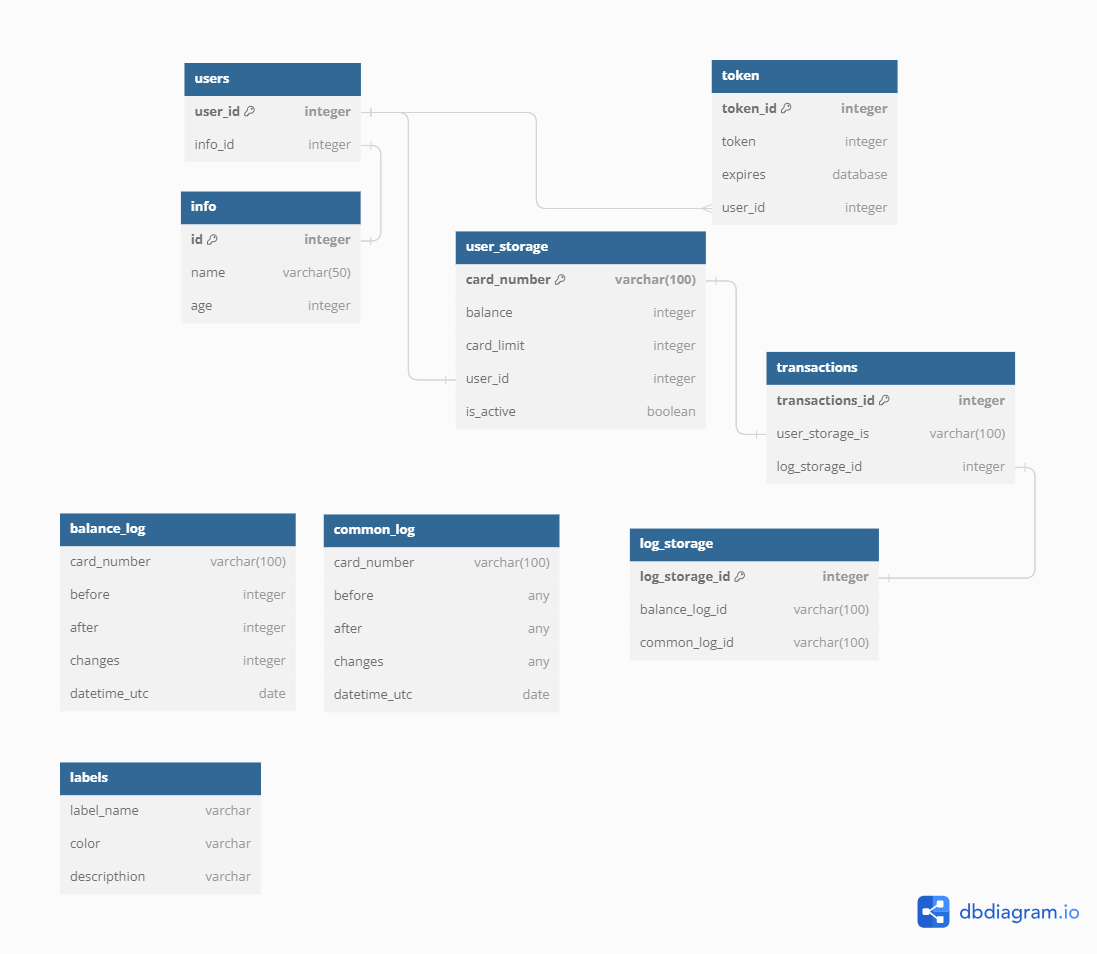 users
user_id integer
info_id integer
info
id integer
name varchar(50)
age integer
token
token_id integer
token integer
expires database
user_id integer
user_storage
card_number varchar(100)
balance integer
card_limit integer
user_id integer
is_active boolean
transactions
transactions_id integer
user_storage_is varchar(100)
log_storage_id integer
balance_log
card_number varchar(100)
before integer
after integer
changes integer
datetime_utc date
common_log
card_number varchar(100)
before any
after any
changes any
datetime_utc date
log_storage
log_storage_id integer
balance_log_id varchar(100)
common_log_id varchar(100)
labels
label_name varchar
color varchar
descripthion varchar
dbdiagram.io